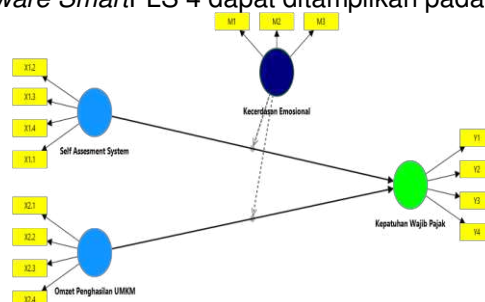 ware SmartPLS 4 dapat ditampilkan pada
M1 M2 M3
Kecerdasan Emosional
X1.2
X1.3
X1.4
X1.1
Self Assesment System
Y1
Y2
Y3
Y4
Kepatuhan Wajib Pajak
X2.1
X2.2
X2.3
X2.4
Omzet Penghasilan UMKM